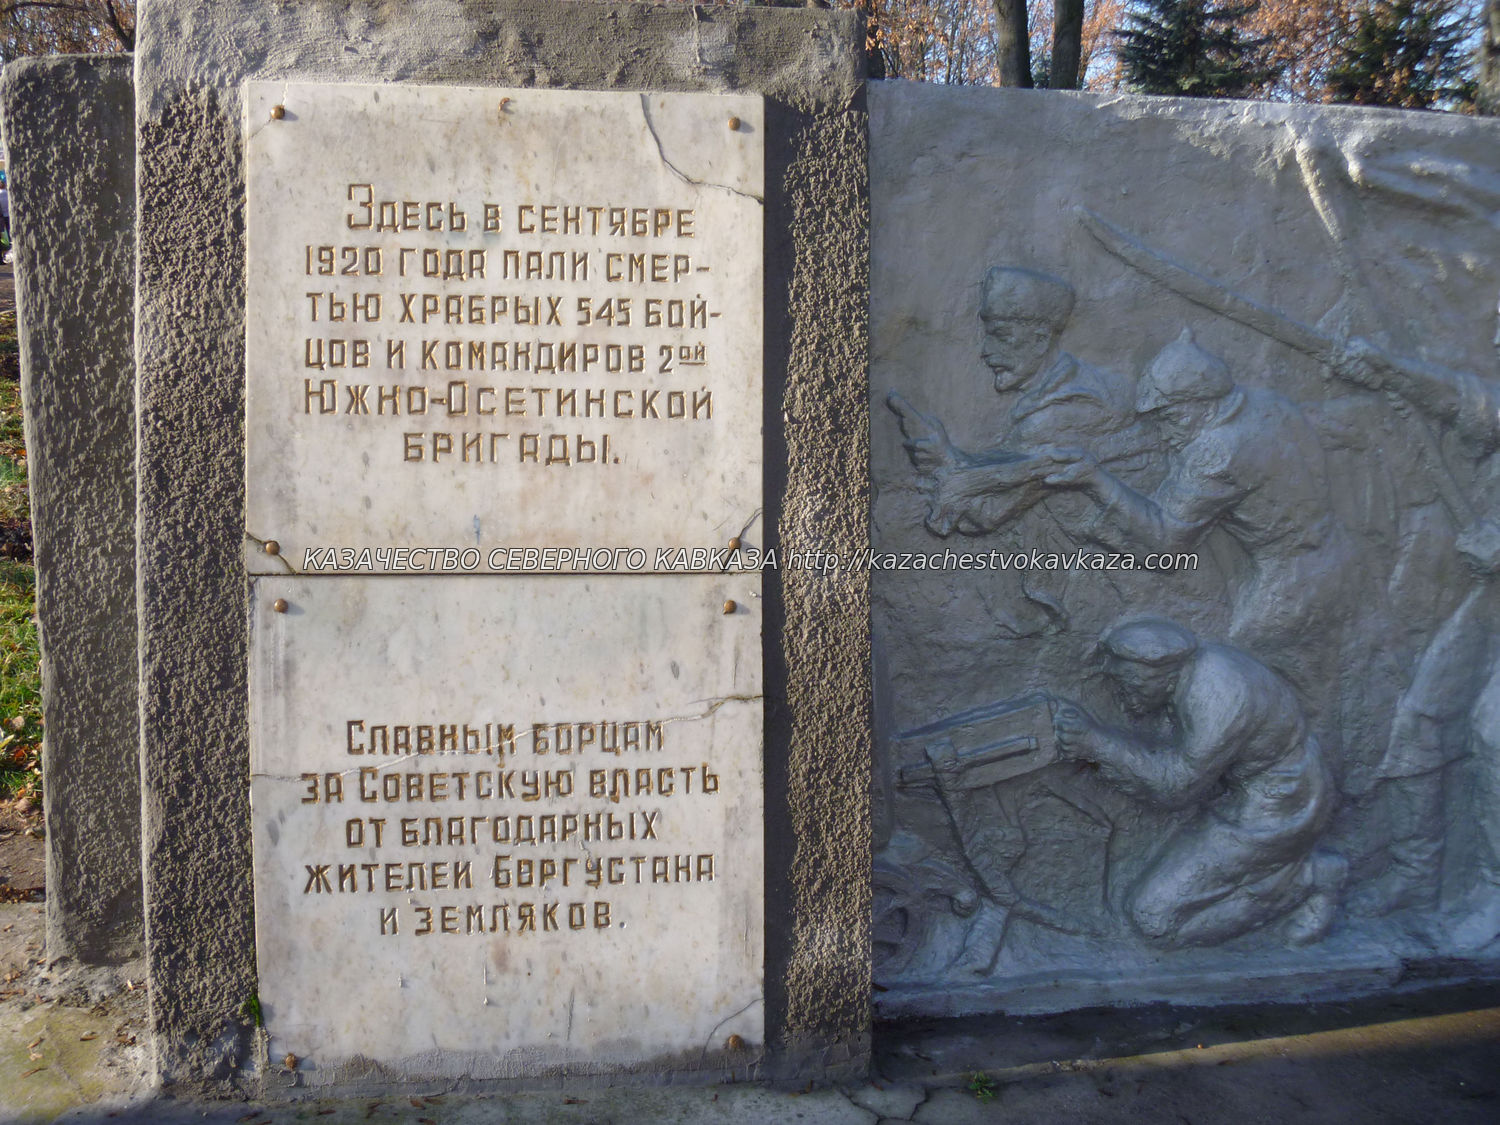 Здесь в сентябре
1920 года пали смер-
тью храбрых 545 бой-
цов и командиров 2ой
Южно-Осетинской
бригады.
КАЗАЧЕСТВО СЕВЕРНОГО КАВКАЗА http://kazachestvokavkaza.com
Славным борцам
за Советскую власть
от благодарных
жителей Боргустана
и земляков.